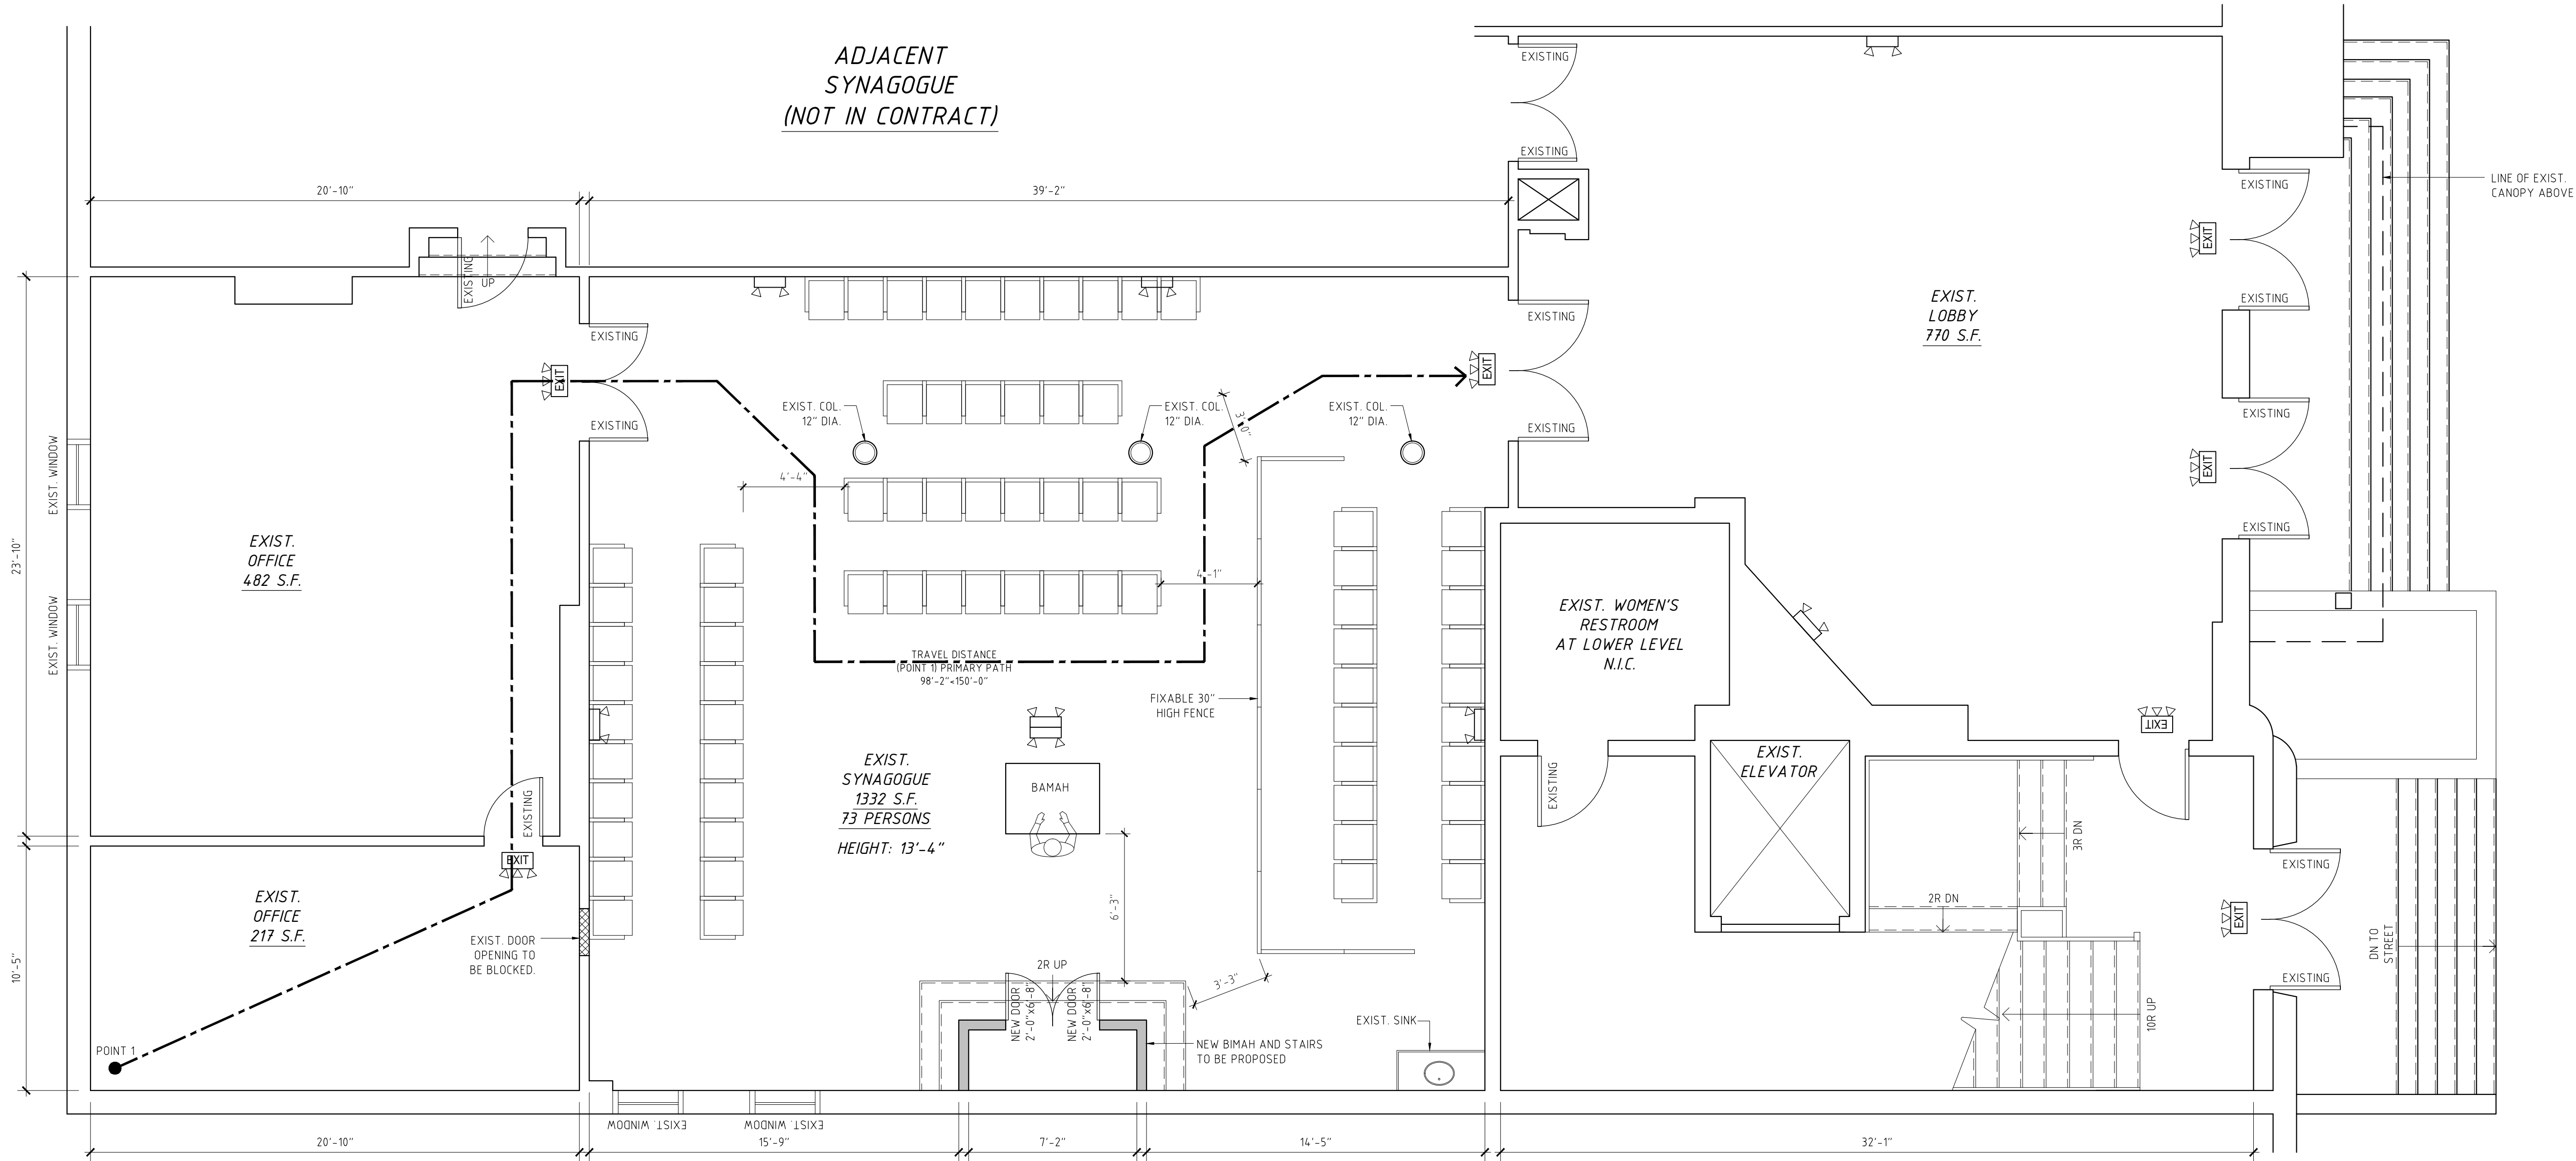 ADJACENT
SYNAGOGUE
(NOT IN CONTRACT)
EXISTING
EXISTING
LINE OF EXIST.
CANOPY ABOVE
EXISTING
20'-10"
39'-2"
EXIT
EXISTING
UP
EXISTING
EXISTING
EXIST.
LOBBY
770 S.F.
EXISTING
EXISTING
EXIT
EXIT
EXIST. COL.
12" DIA.
EXIST. COL.
12" DIA.
EXIST. COL.
12" DIA.
3'-0"
EXISTING
EXISTING
EXISTING
EXIST. WINDOW
4'-4"
EXIT
EXISTING
23'-10"
EXIST.
OFFICE
482 S.F.
4'-1"
EXIST. WINDOW
EXIST. WOMEN'S
RESTROOM
AT LOWER LEVEL
N.I.C.
TRAVEL DISTANCE
(POINT 1) PRIMARY PATH
98'-2"<150'-0"
FIXABLE 30"
HIGH FENCE
EXIT
EXIST.
SYNAGOGUE
1332 S.F.
73 PERSONS
HEIGHT: 13'-4"
BAMAH
EXIST.
ELEVATOR
EXISTING
EXISTING
3R DN
EXIT
EXISTING
6'-3"
2R DN
EXIST.
OFFICE
217 S.F.
EXIT
EXIST. DOOR
OPENING TO
BE BLOCKED.
DN TO
STREET
10'-5"
2R UP
3'-3"
EXISTING
NEW DOOR
2'-0"x6'-8"
NEW DOOR
2'-0"x6'-8"
EXIST. SINK
10R UP
POINT 1
NEW BIMAH AND STAIRS
TO BE PROPOSED
EXIST. WINDOW
EXIST. WINDOW
20'-10"
15'-9"
7'-2"
14'-5"
32'-1"